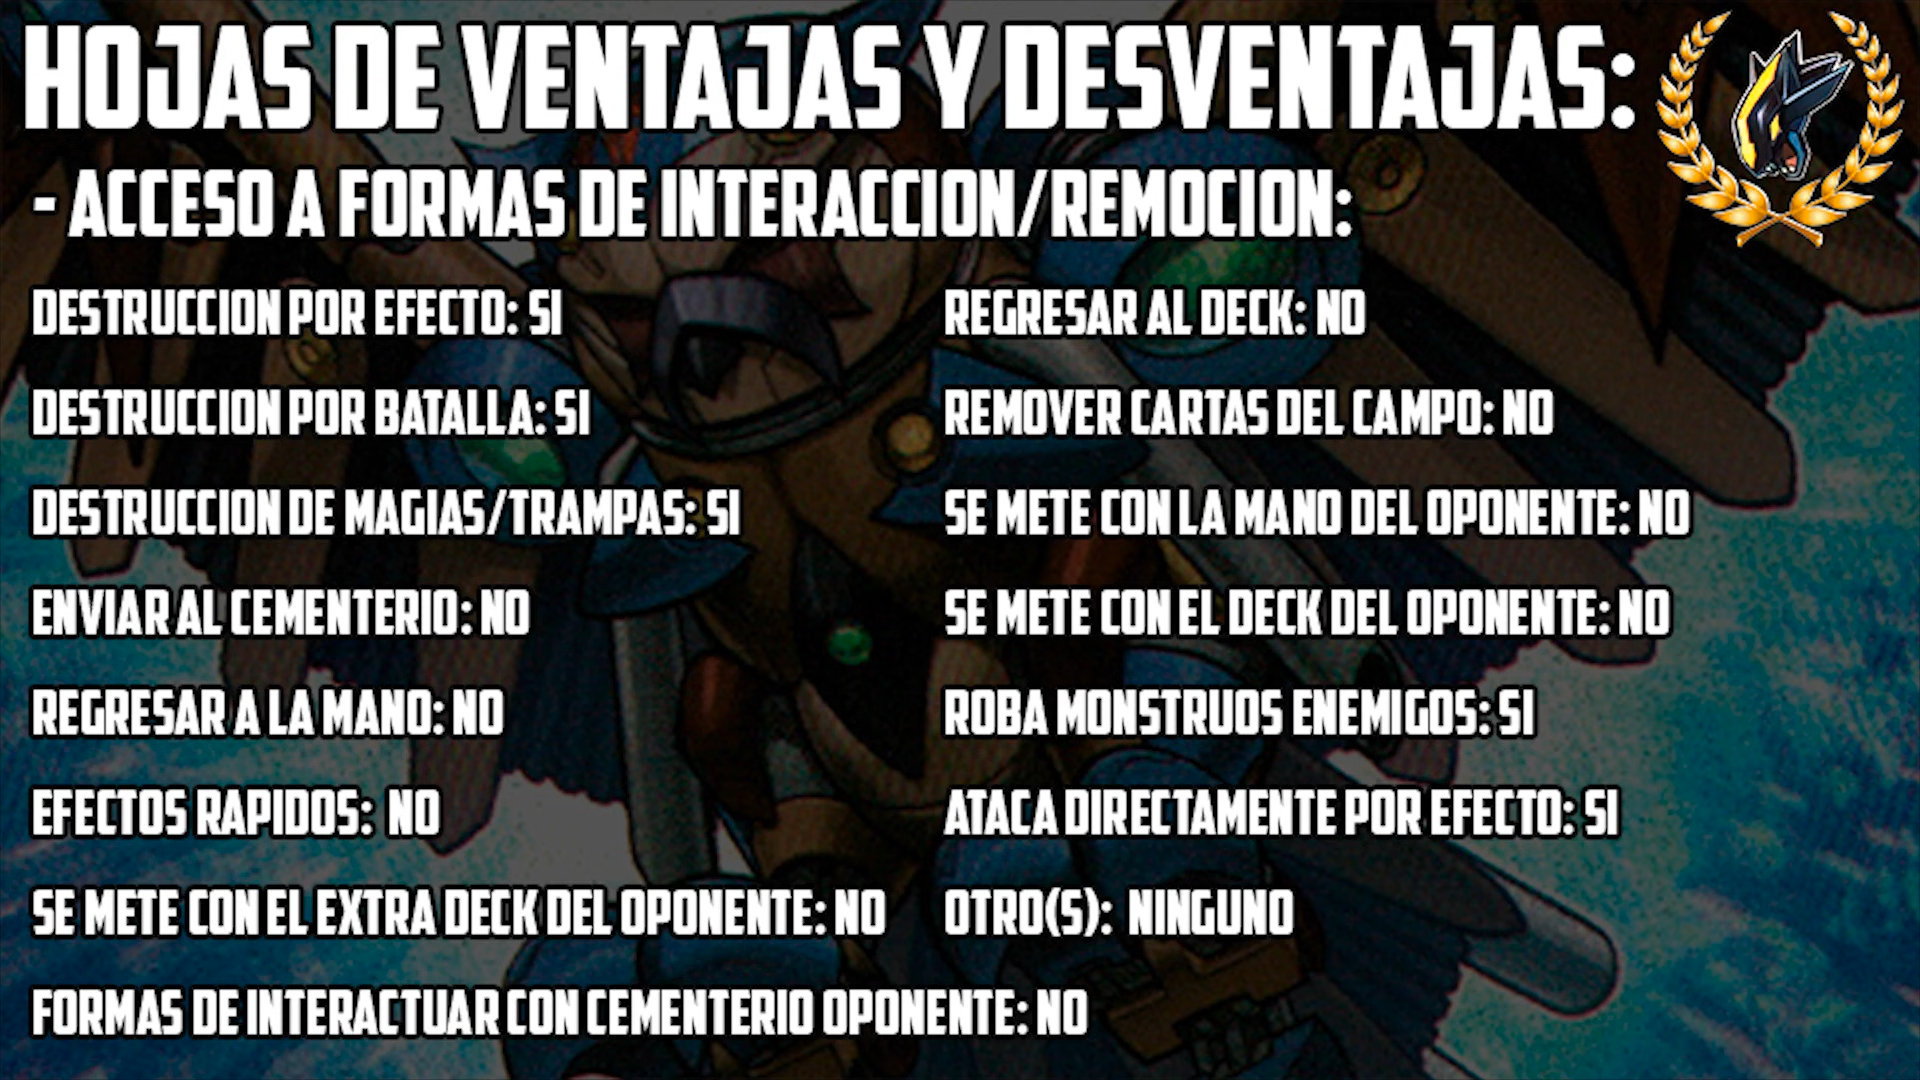 HOJAS DE VENTAJAS Y DESVENTAJAS:
- ACCESO A FORMAS DE INTERACCION/REMOCION:
DESTRUCCION POR EFECTO: SI
DESTRUCCION POR BATALLA: SI
DESTRUCCION DE MAGIAS/TRAMPAS: SI
ENVIAR AL CEMENTERIO: NO
REGRESAR A LA MANO: NO
EFECTOS RAPIDOS: NO
SE METE CON EL EXTRA DECK DEL OPONENTE: NO
FORMAS DE INTERACTUAR CON CEMENTERIO OPONENTE: NO
REGRESAR AL DECK: NO
REMOVER CARTAS DEL CAMPO: NO
SE METE CON LA MANO DEL OPONENTE: NO
SE METE CON EL DECK DEL OPONENTE: NO
ROBA MONSTRUOS ENEMIGOS: SI
ATACA DIRECTAMENTE POR EFECTO: SI
OTRO(S): NINGUNO